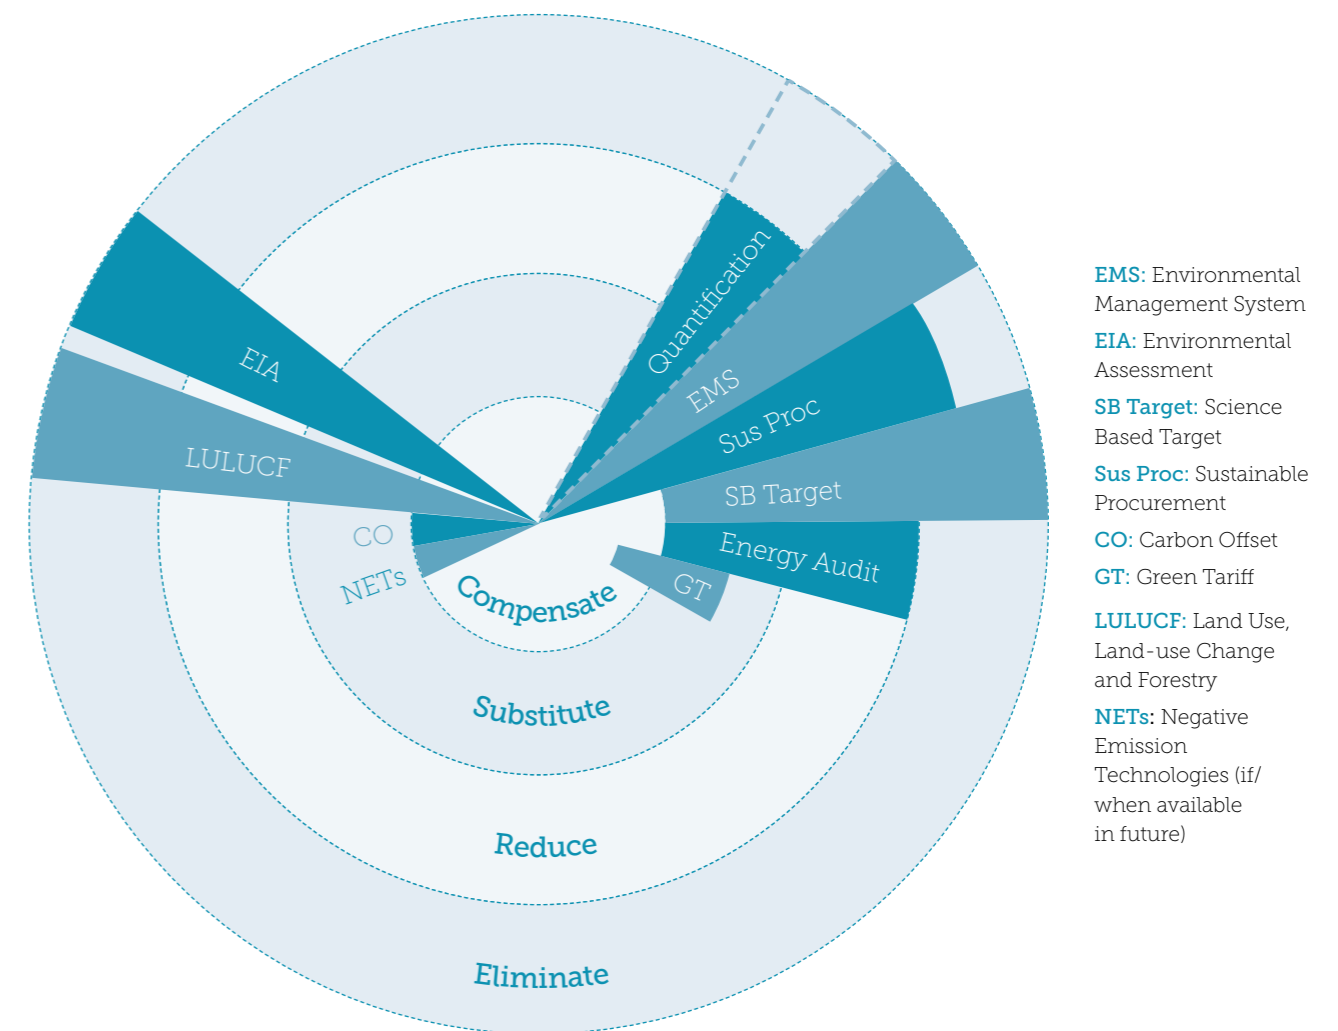 Quantification
EMS
Sus Proc
SB Target
Energy Audit
GT
EIA
LULUCF
CO
NETs
Compensate
Substitute
Reduce
Eliminate
EMS: Environmental
Management System
EIA: Environmental
Assessment
SB Target: Science
Based Target
Sus Proc: Sustainable
Procurement
CO: Carbon Offset
GT: Green Tariff
LULUCF: Land Use,
Land-use Change
and Forestry
NETs: Negative
Emission
Technologies (if/
when available
in future)